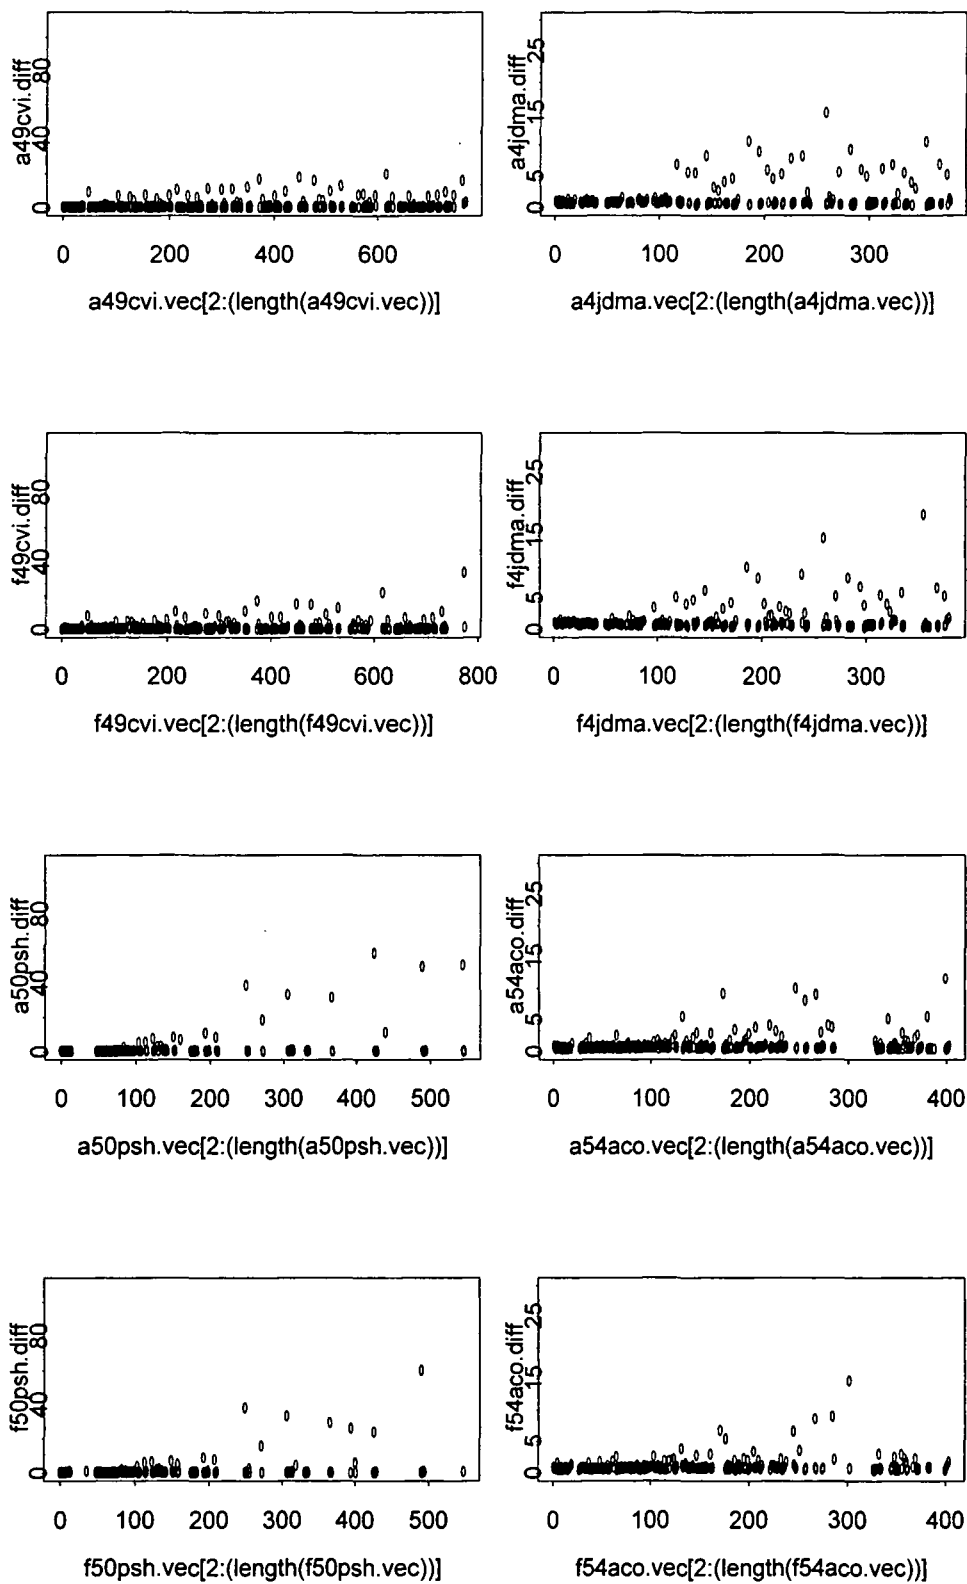 a49cvi.diff
0 40 80
0 200 400 600
a49cvi.vec[2:(length(a49cvi.vec))]
a4jdma.diff
0 5 15 25
0 100 200 300
a4jdma.vec[2:(length(a4jdma.vec))]
f49cvi.diff
0 40 80
0 200 400 600 800
f49cvi.vec[2:(length(f49cvi.vec))]
f4jdma.diff
0 5 15 25
0 100 200 300
f4jdma.vec[2:(length(f4jdma.vec))]
a50psh.diff
0 40 80
0 100 200 300 400 500
a50psh.vec[2:(length(a50psh.vec))]
a54aco.diff
0 5 15 25
0 100 200 300 400
a54aco.vec[2:(length(a54aco.vec))]
f50psh.diff
0 40 80
0 100 200 300 400 500
f50psh.vec[2:(length(f50psh.vec))]
f54aco.diff
0 5 15 25
0 100 200 300 400
f54aco.vec[2:(length(f54aco.vec))]